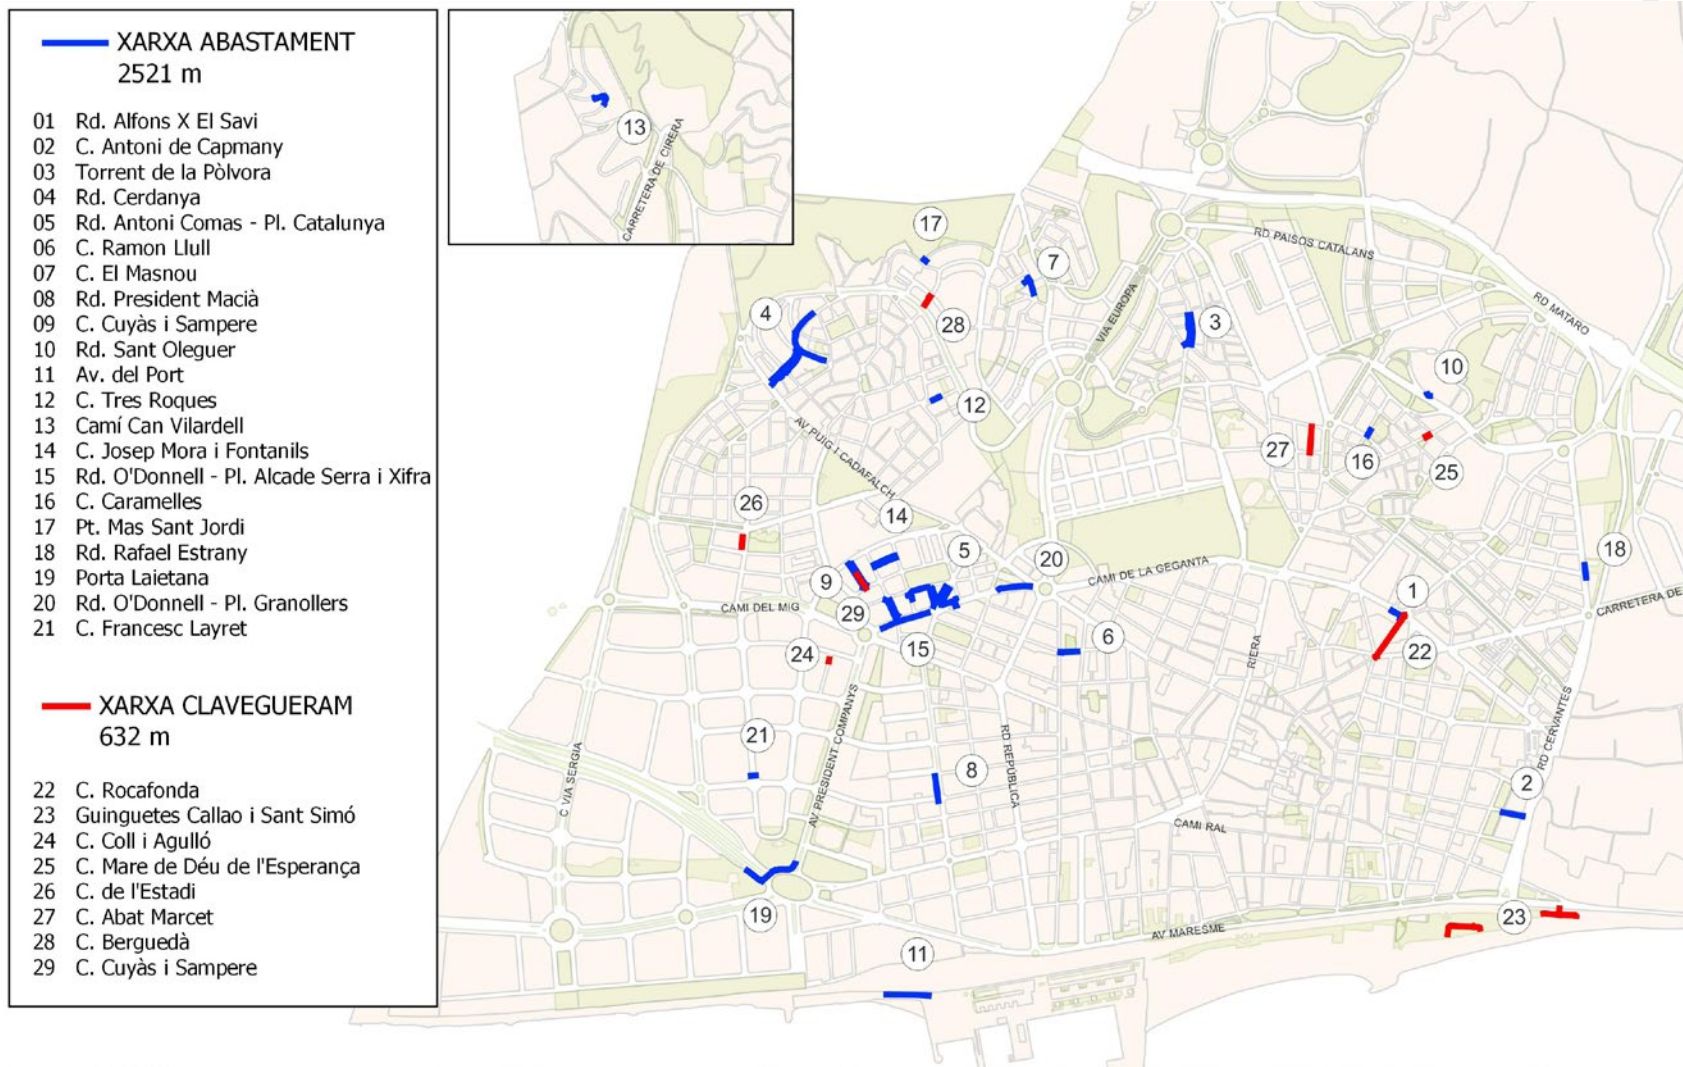 XARXA ABASTAMENT
2521 m
01 Rd. Alfons X El Savi
02 C. Antoni de Capmany
03 Torrent de la Pòlvora
04 Rd. Cerdanya
05 Rd. Antoni Comas - Pl. Catalunya
06 C. Ramon Llull
07 C. El Masnou
08 Rd. President Macià
09 C. Cuyàs i Sampere
10 Rd. Sant Oleguer
11 Av. del Port
12 C. Tres Roques
13 Camí Can Vilardell
14 C. Josep Mora i Fontanils
15 Rd. O'Donnell - Pl. Alcade Serra i Xifra
16 C. Caramelles
17 Pt. Mas Sant Jordi
18 Rd. Rafael Estrany
19 Porta Laietana
20 Rd. O'Donnell - Pl. Granollers
21 C. Francesc Layret
XARXA CLAVEGUERAM
632 m
22 C. Rocafonda
23 Guinguetes Callao i Sant Simó
24 C. Coll i Agulló
25 C. Mare de Déu de l'Esperança
26 C. de l'Estadi
27 C. Abat Marcet
28 C. Berguedà
29 C. Cuyàs i Sampere
13
CARRETERA DE CIRERA
17
RD PAISOS CATALANS
7
4
28
VIA EUROPA
3
RD MATARO
10
12
AV PUIG I CADAFALCH
27
16
25
26
14
5
20
CAMI DE LA GEGANTA
18
9
29
CAMI DEL MIG
1
CARRETERA DE
6
22
24
15
RIERA
21
C VIA SERGIA
AV PRESIDENT COMPANYS
8
RD REPÚBLICA
RD CERVANTES
2
CAMI RAL
19
23
AV MARESME
11